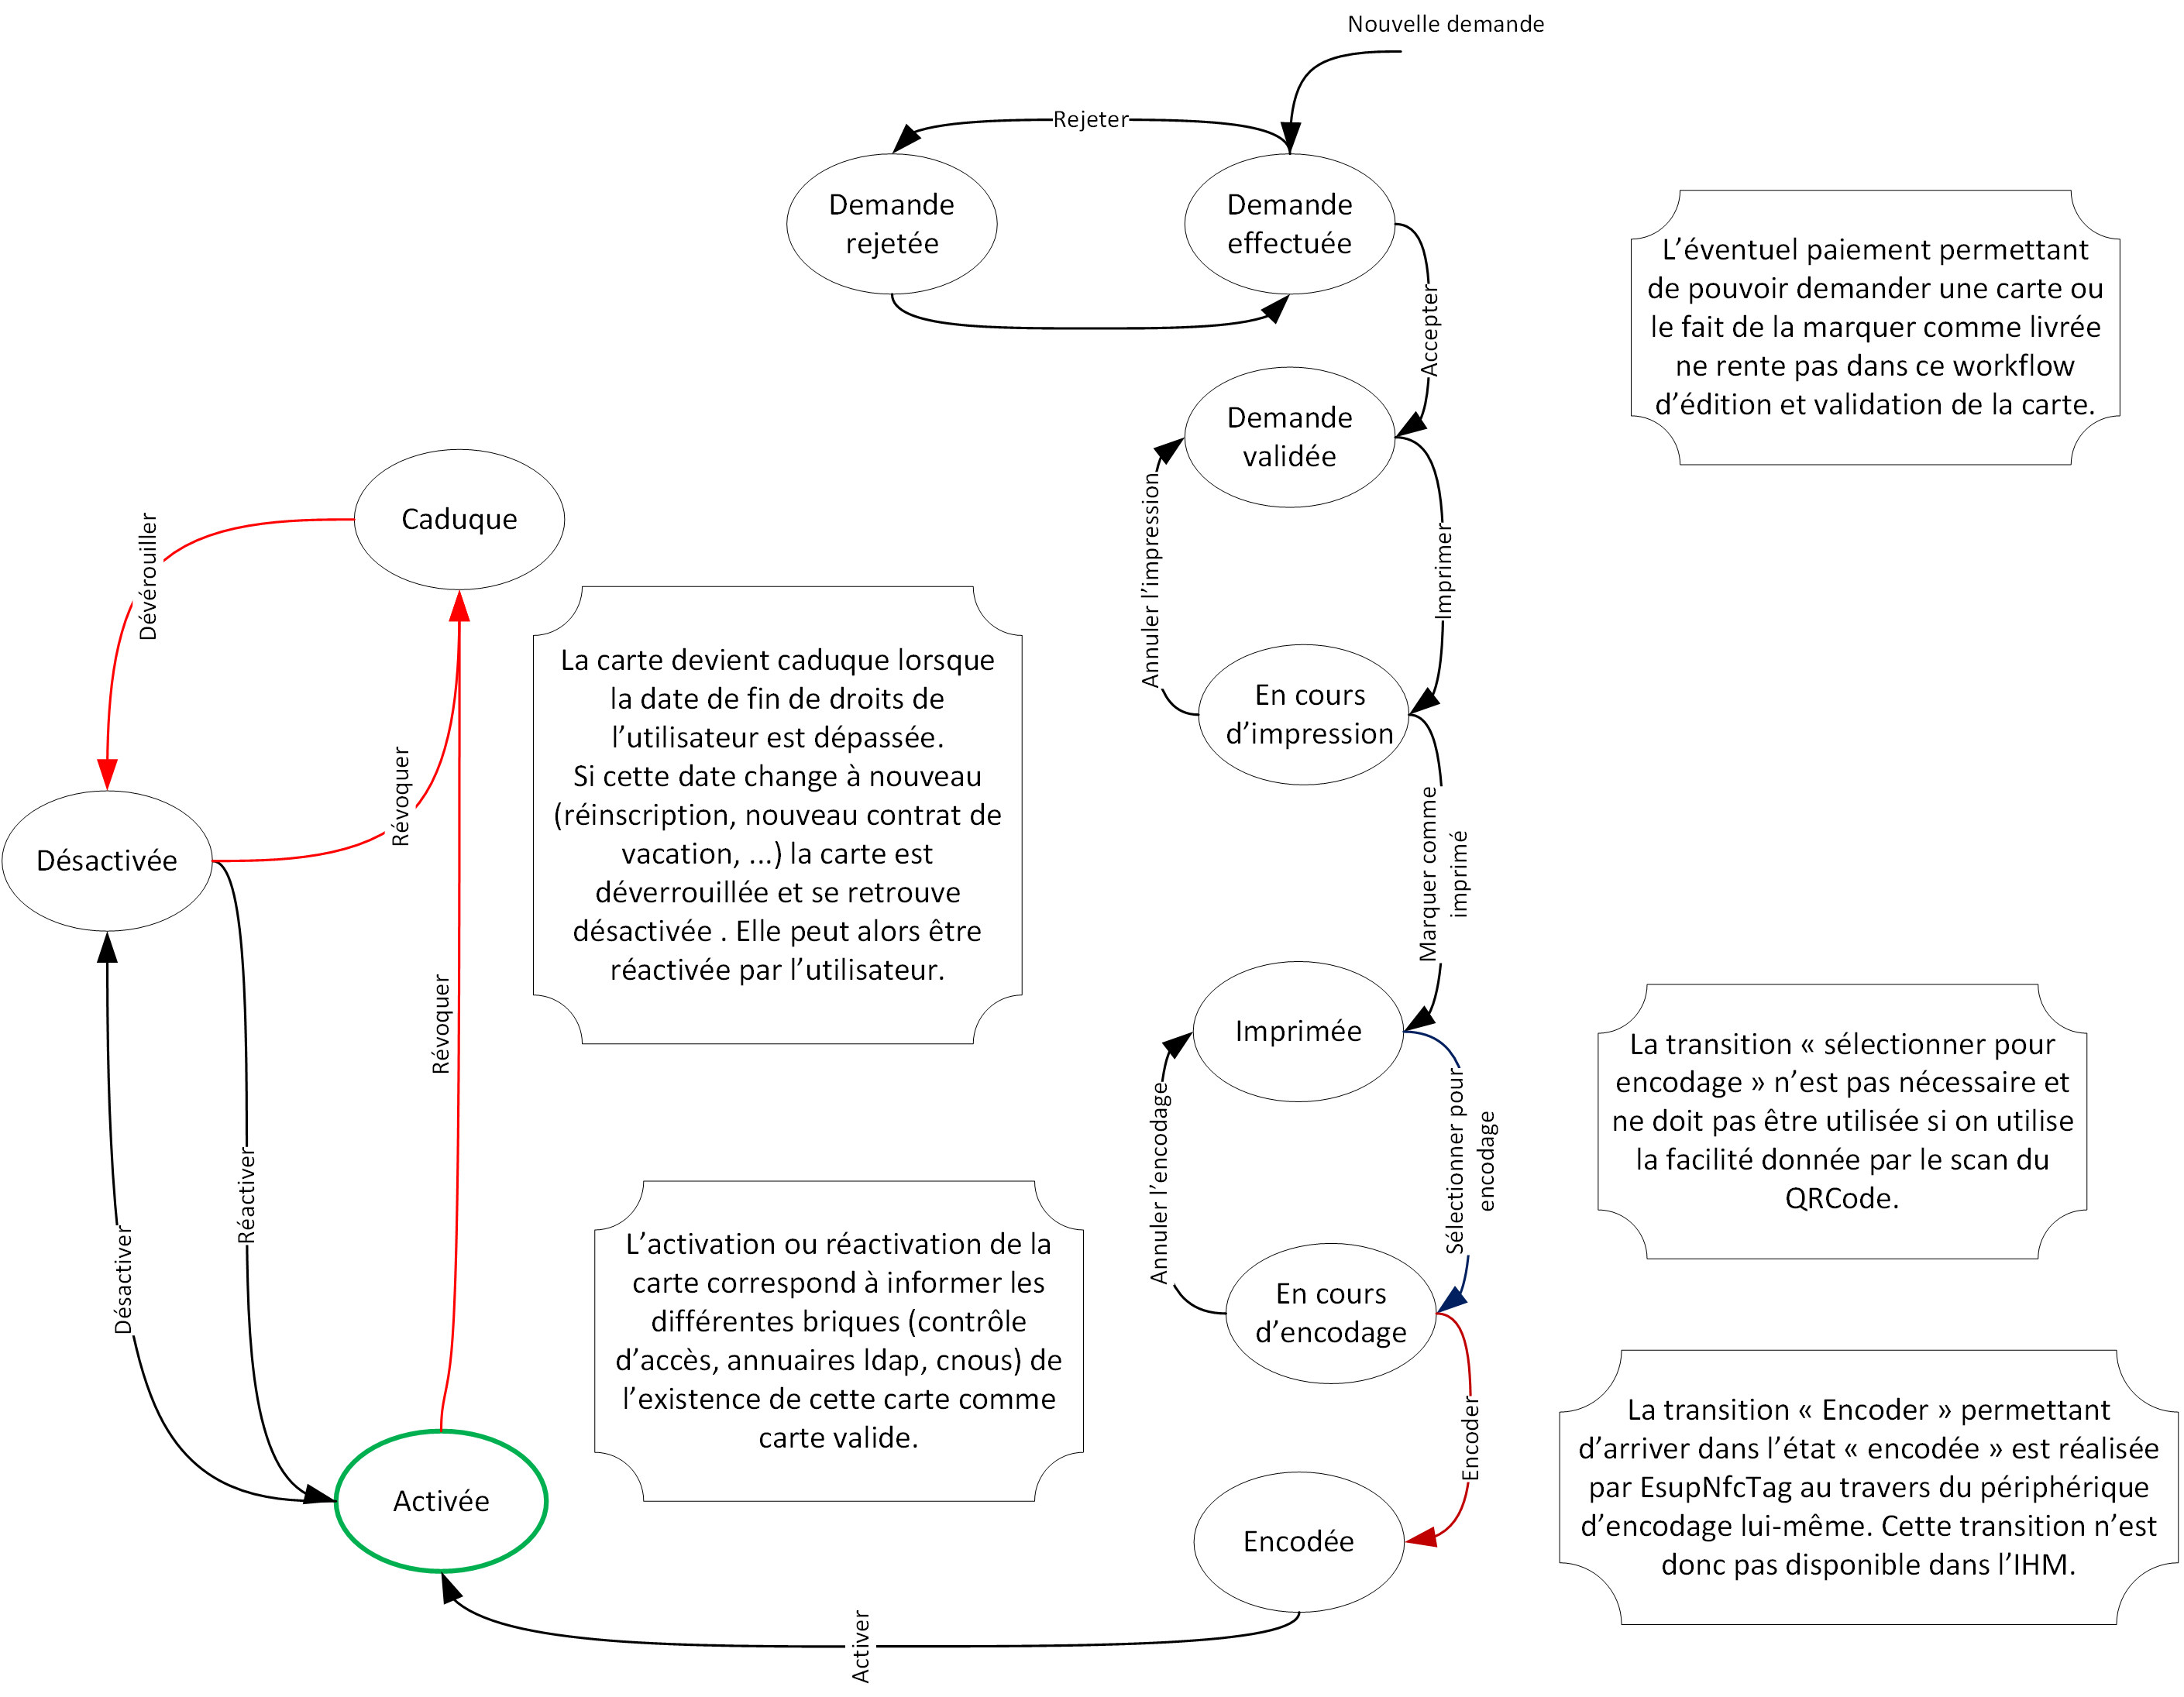 Nouvelle demande
Rejeter
Demande
rejetée
Demande
effectuée
Accepter
L’éventuel paiement permettant
de pouvoir demander une carte ou
le fait de la marquer comme livrée
ne rente pas dans ce workflow
d’édition et validation de la carte.
Demande
validée
Annuler l’impression
Imprimer
En cours
d’impression
Marquer comme
imprimé
Imprimée
Annuler l’encodage
Sélectionner pour
encodage
La transition « sélectionner pour
encodage » n’est pas nécessaire et
ne doit pas être utilisée si on utilise
la facilité donnée par le scan du
QRCode.
En cours
d’encodage
Encoder
La transition « Encoder » permettant
d’arriver dans l’état « encodée » est réalisée
par EsupNfcTag au travers du périphérique
d’encodage lui-même. Cette transition n’est
donc pas disponible dans l’IHM.
Encodée
Activer
Activée
L’activation ou réactivation de la
carte correspond à informer les
différentes briques (contrôle
d’accès, annuaires ldap, cnous) de
l’existence de cette carte comme
carte valide.
Désactiver
Réactiver
Révoquer
Désactivée
Révoquer
Caduque
Dévérouiller
La carte devient caduque lorsque
la date de fin de droits de
l’utilisateur est dépassée.
Si cette date change à nouveau
(réinscription, nouveau contrat de
vacation, ...) la carte est
déverrouillée et se retrouve
désactivée . Elle peut alors être
réactivée par l’utilisateur.